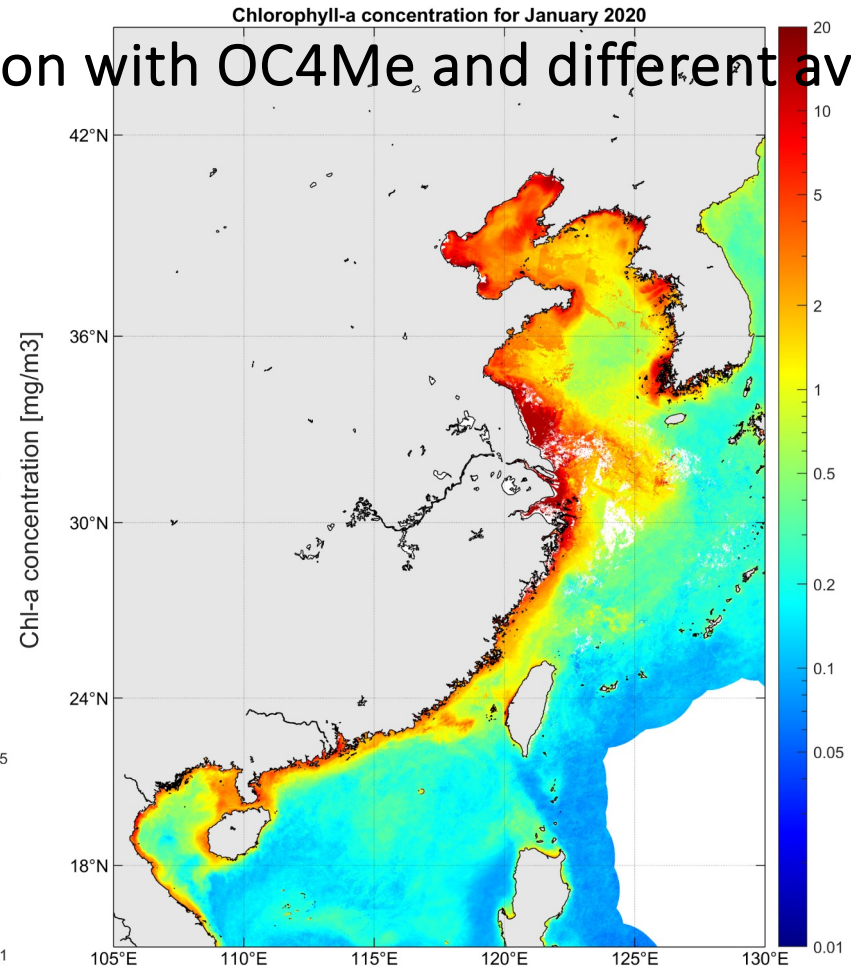 Chlorophyll-a concentration for January 2020
on with OC4Me and different av
Chl-a concentration [mg/m3]
42°N
36°N
30°N
24°N
18°N
105°E
110°E
115°E
120°E
125°E
130°E
20
10
5
2
1
0.5
0.2
0.1
0.05
0.01
5
1